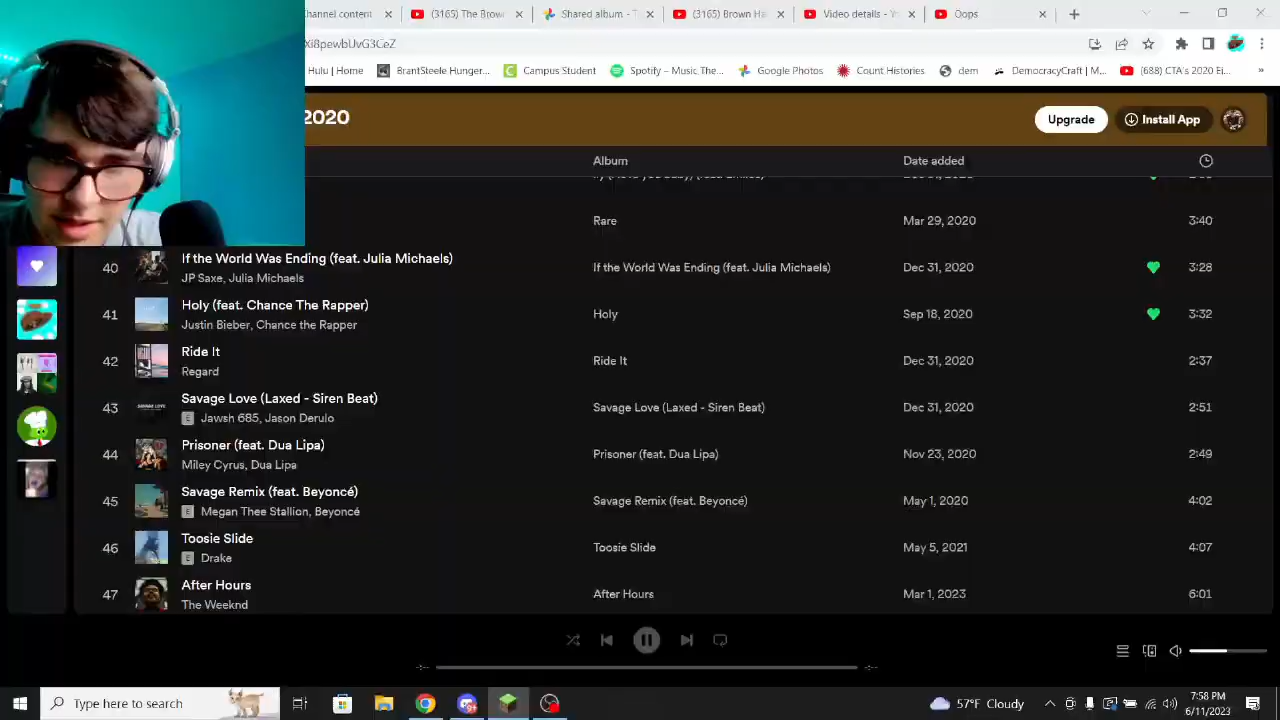 hannel content
(3165) The Brow
Shared album - T
(3165) Brown Ha
Video details - Yo
Oops
Xi8pewbUvG3CeZ
Hulu | Home
BrantSteele Hunger...
Campus Student
Spotify – Music The...
Google Photos
Count Histories
dem
DemocracyCraft | M...
(688) CTA's 2020 Ei...
2020
Upgrade
Install App
Album
Date added
Rare
Mar 29, 2020
3:40
40
If the World Was Ending (feat. Julia Michaels)
JP Saxe, Julia Michaels
If the World Was Ending (feat. Julia Michaels)
Dec 31, 2020
3:28
41
Holy (feat. Chance The Rapper)
Justin Bieber, Chance the Rapper
Holy
Sep 18, 2020
3:32
42
Ride It
Regard
Ride It
Dec 31, 2020
2:37
43
Savage Love (Laxed - Siren Beat)
E Jawsh 685, Jason Derulo
Savage Love (Laxed - Siren Beat)
Dec 31, 2020
2:51
44
Prisoner (feat. Dua Lipa)
Miley Cyrus, Dua Lipa
Prisoner (feat. Dua Lipa)
Nov 23, 2020
2:49
45
Savage Remix (feat. Beyoncé)
E Megan Thee Stallion, Beyoncé
Savage Remix (feat. Beyoncé)
May 1, 2020
4:02
46
Toosie Slide
E Drake
Toosie Slide
May 5, 2021
4:07
47
After Hours
The Weeknd
After Hours
Mar 1, 2023
6:01
-:--
-:--
Type here to search
57°F Cloudy
7:58 PM
6/11/2023